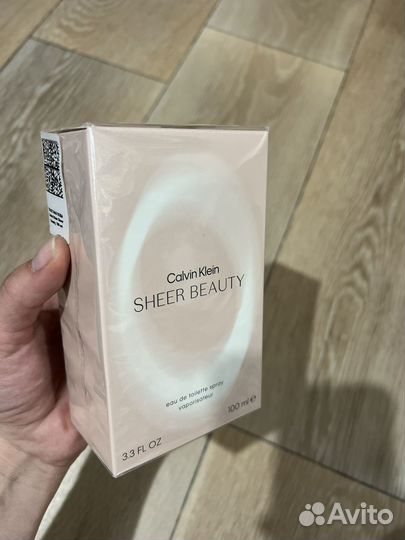 Calvin Klein
SHEER BEAUTY
eau de toilette spray
vaporisateur
3.3 FL OZ
100 ml ℮
Avito